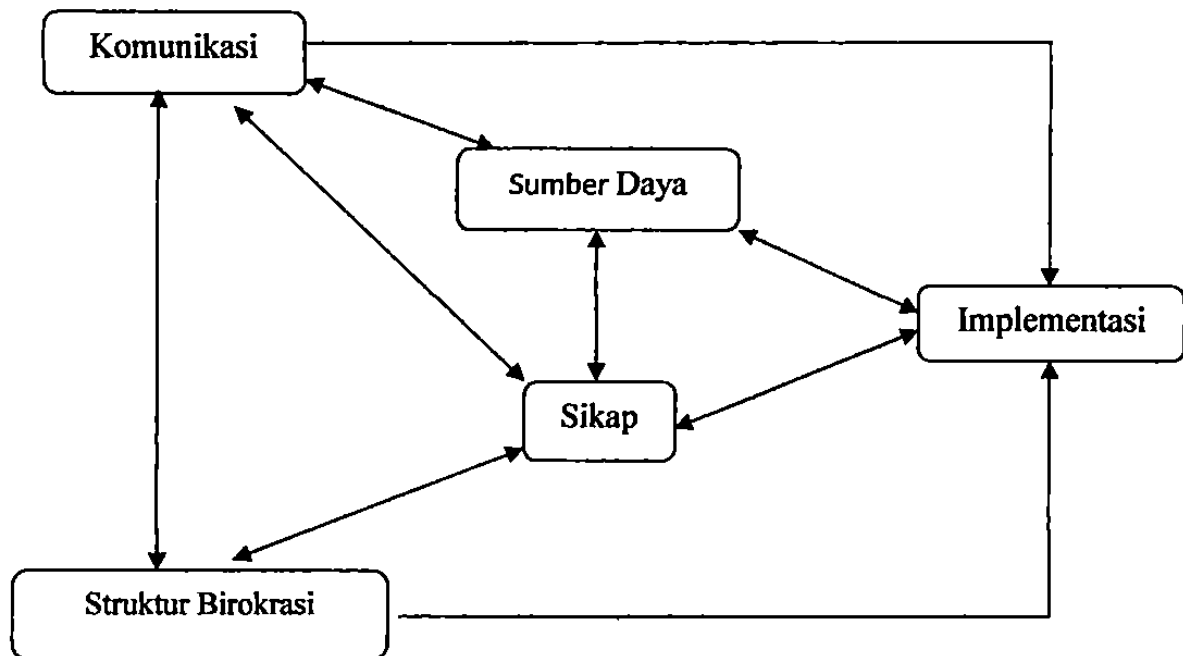 Komunikasi
Sumber Daya
Implementasi
Sikap
Struktur Birokrasi